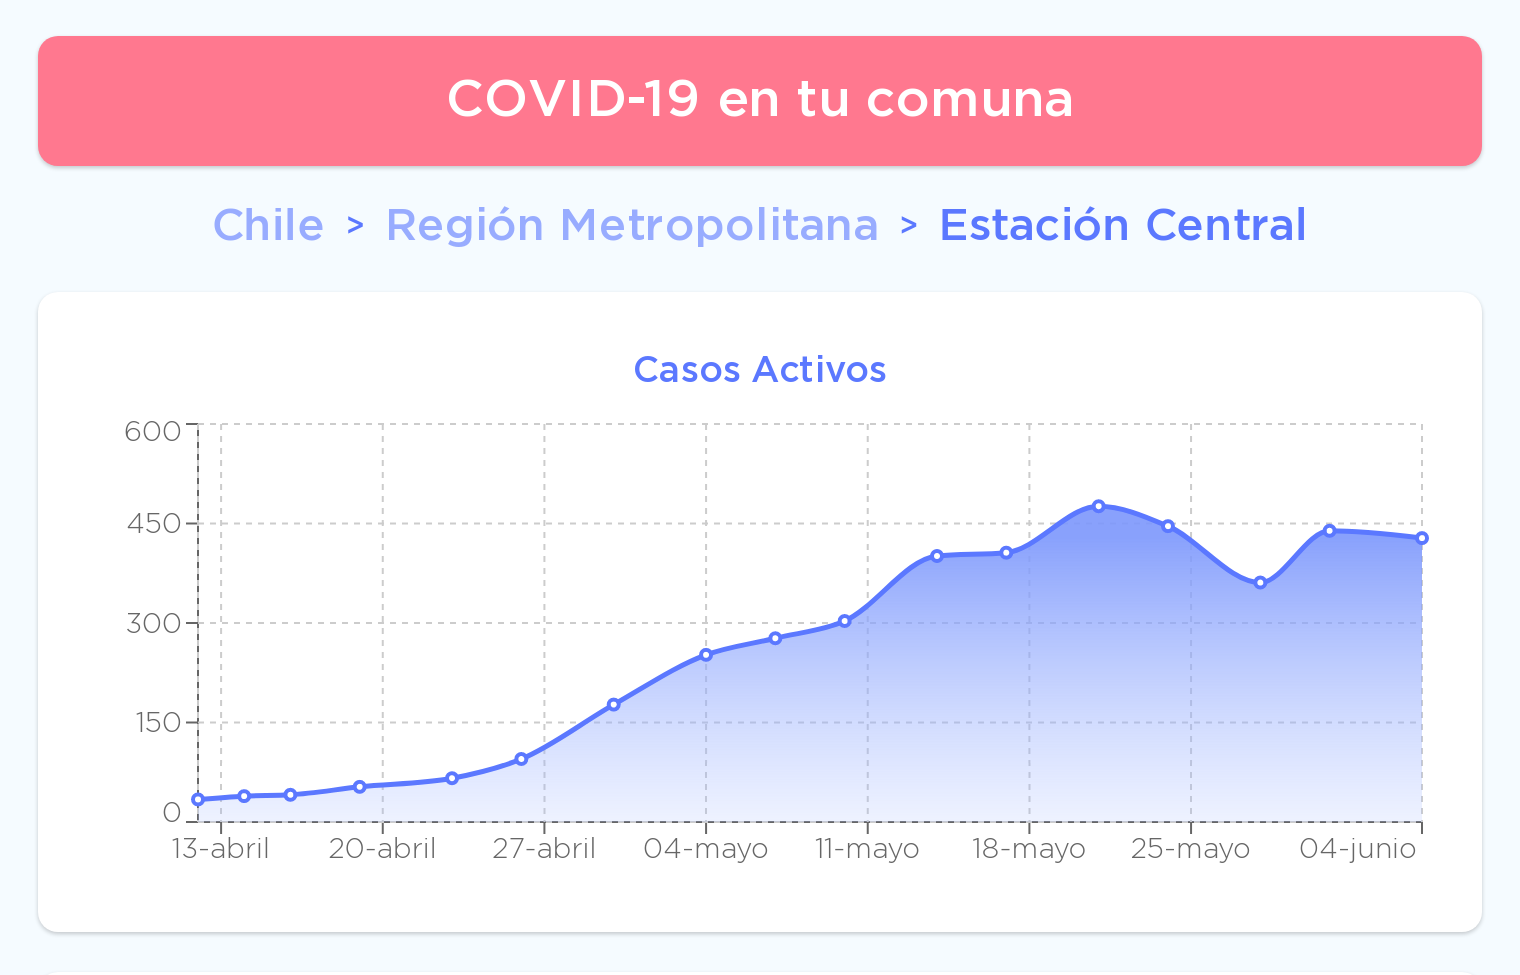 COVID-19 en tu comuna
Chile > Región Metropolitana > Estación Central
Casos Activos
600
450
300
150
0
13-abril 20-abril 27-abril 04-mayo 11-mayo 18-mayo 25-mayo 04-junio